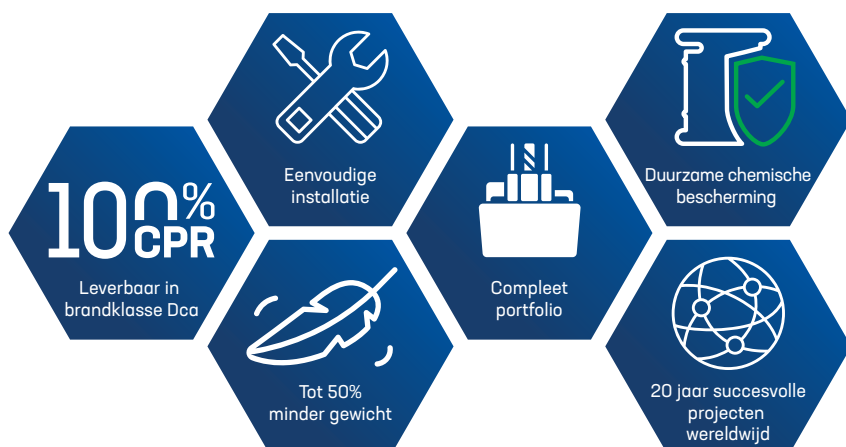 100%
CPR
Leverbaar in
brandklasse Dca
Eenvoudige
installatie
Tot 50%
minder gewicht
Compleet
portfolio
Duurzame chemische
bescherming
20 jaar succesvolle
projecten
wereldwijd